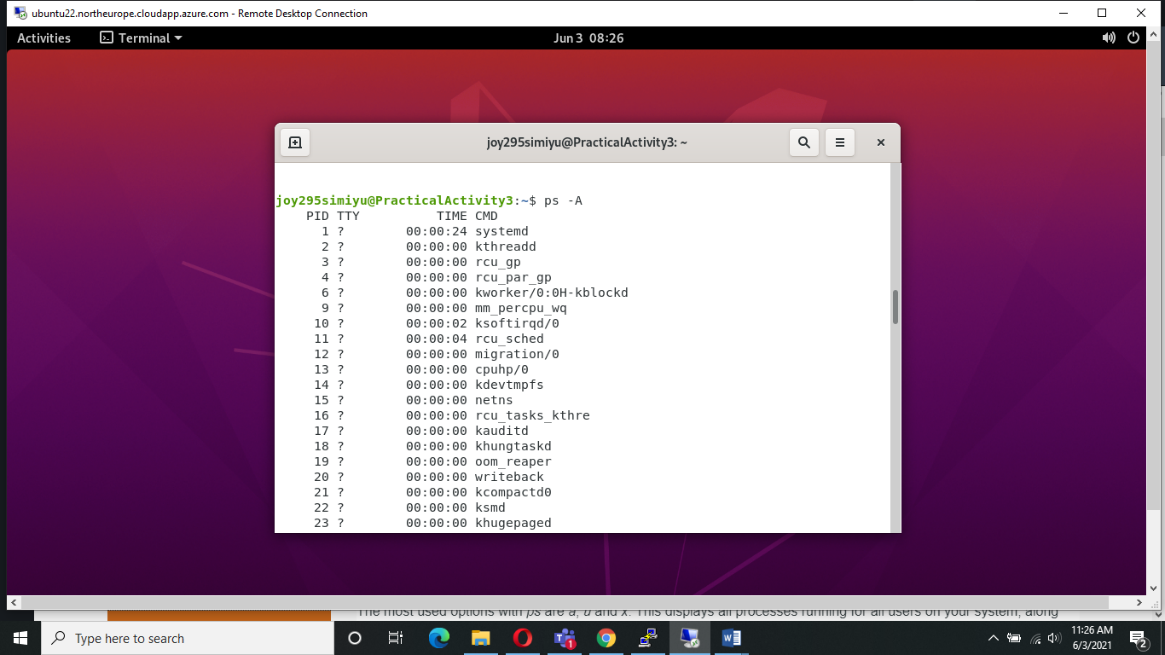 ubuntu22.northeurope.cloudapp.azure.com - Remote Desktop Connection
Activities Terminal Jun 3 08:26
joy295simiyu@PracticalActivity3: ~
joy295simiyu@PracticalActivity3:~$ ps -A
PID TTY TIME CMD
1 ? 00:00:24 systemd
2 ? 00:00:00 kthreadd
3 ? 00:00:00 rcu_gp
4 ? 00:00:00 rcu_par_gp
6 ? 00:00:00 kworker/0:0H-kblockd
9 ? 00:00:00 mm_percpu_wq
10 ? 00:00:02 ksoftirqd/0
11 ? 00:00:04 rcu_sched
12 ? 00:00:00 migration/0
13 ? 00:00:00 cpuhp/0
14 ? 00:00:00 kdevtmpfs
15 ? 00:00:00 netns
16 ? 00:00:00 rcu_tasks_kthre
17 ? 00:00:00 kauditd
18 ? 00:00:00 khungtaskd
19 ? 00:00:00 oom_reaper
20 ? 00:00:00 writeback
21 ? 00:00:00 kcompactd0
22 ? 00:00:00 ksmd
23 ? 00:00:00 khugepaged
The most used options with ps are a, u and x. This displays all processes running for all users on your system, along
Type here to search
1
11:26 AM
6/3/2021
2